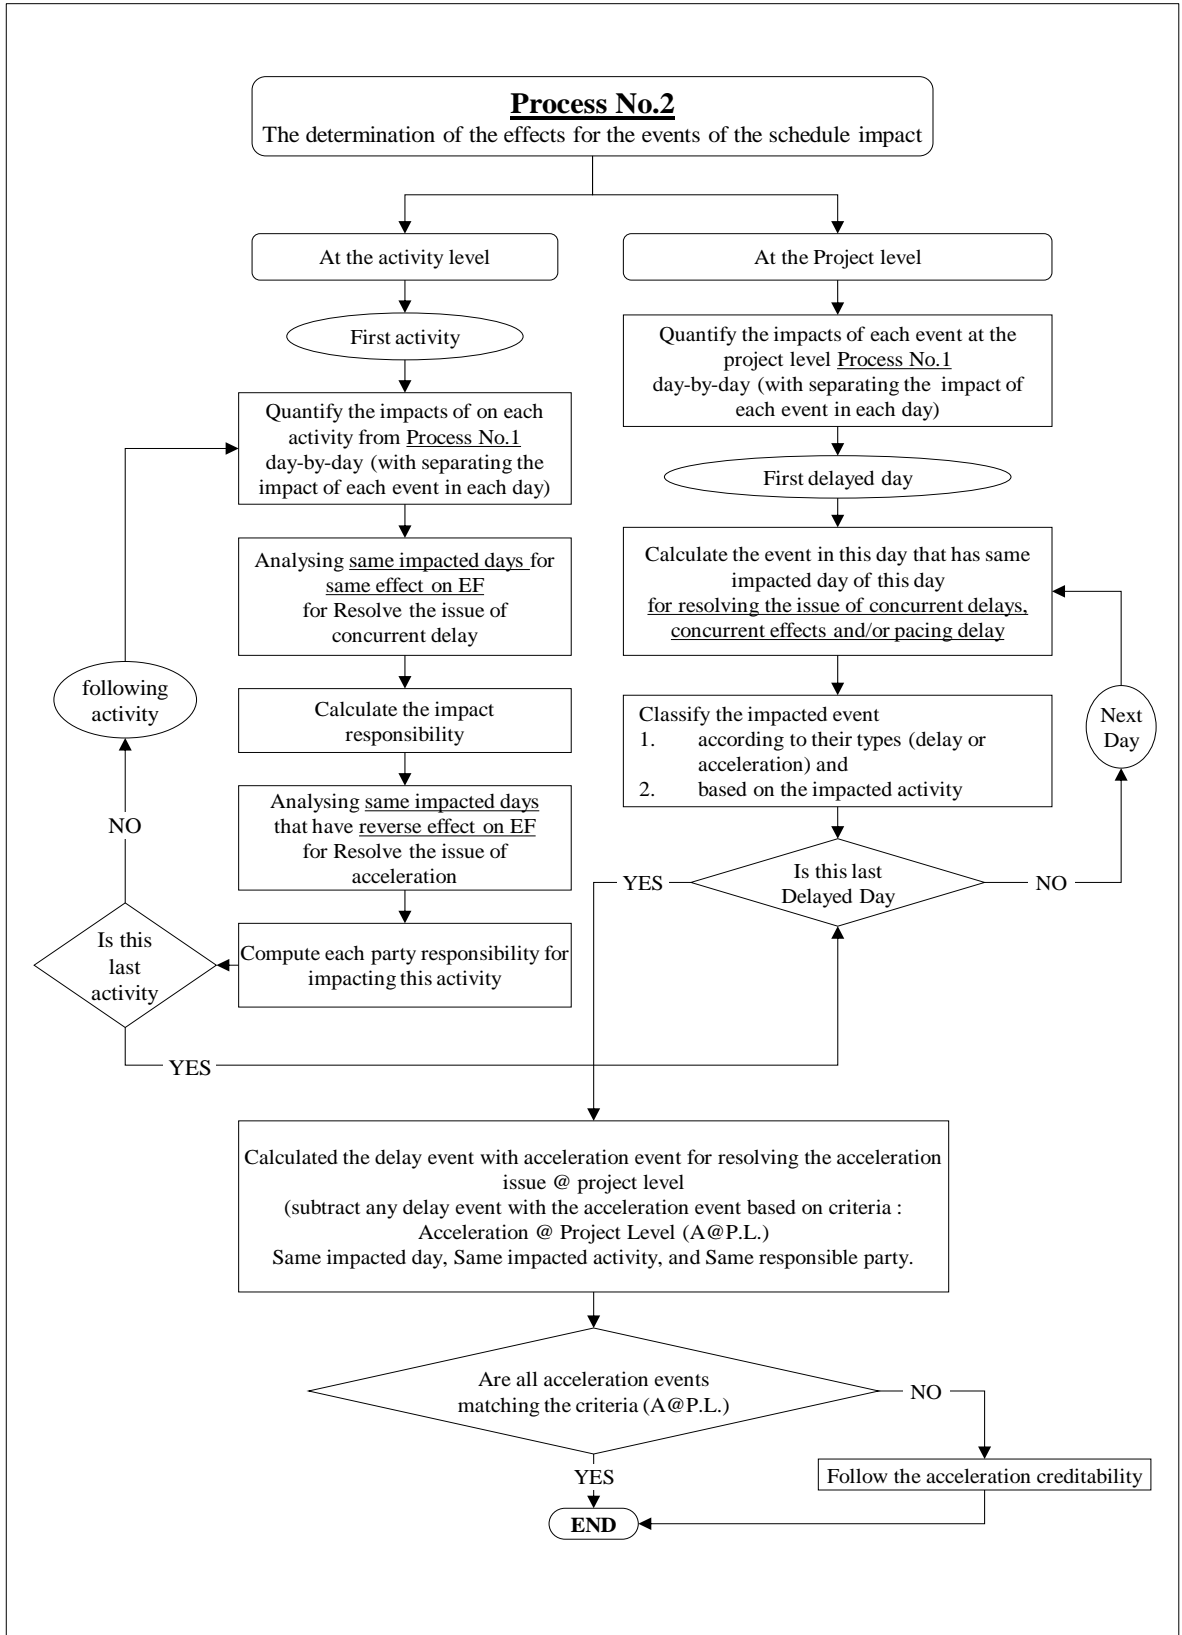 Process No.2
The determination of the effects for the events of the schedule impact
At the activity level
First activity
Quantify the impacts of on each
activity from Process No.1
day-by-day (with separating the
impact of each event in each day)
Analysing same impacted days for
same effect on EF
for Resolve the issue of
concurrent delay
Calculate the impact
responsibility
Analysing same impacted days
that have reverse effect on EF
for Resolve the issue of
acceleration
Compute each party responsibility for
impacting this activity
Is this
last
activity
NO
following
activity
YES
At the Project level
Quantify the impacts of each event at the
project level Process No.1
day-by-day (with separating the impact of
each event in each day)
First delayed day
Calculate the event in this day that has same
impacted day of this day
for resolving the issue of concurrent delays,
concurrent effects and/or pacing delay
Classify the impacted event
1. according to their types (delay or
acceleration) and
2. based on the impacted activity
Is this last
Delayed Day
NO
Next
Day
YES
Calculated the delay event with acceleration event for resolving the acceleration
issue @ project level
(subtract any delay event with the acceleration event based on criteria :
Acceleration @ Project Level (A@P.L.)
Same impacted day, Same impacted activity, and Same responsible party.
Are all acceleration events
matching the criteria (A@P.L.)
NO
Follow the acceleration creditability
YES
END